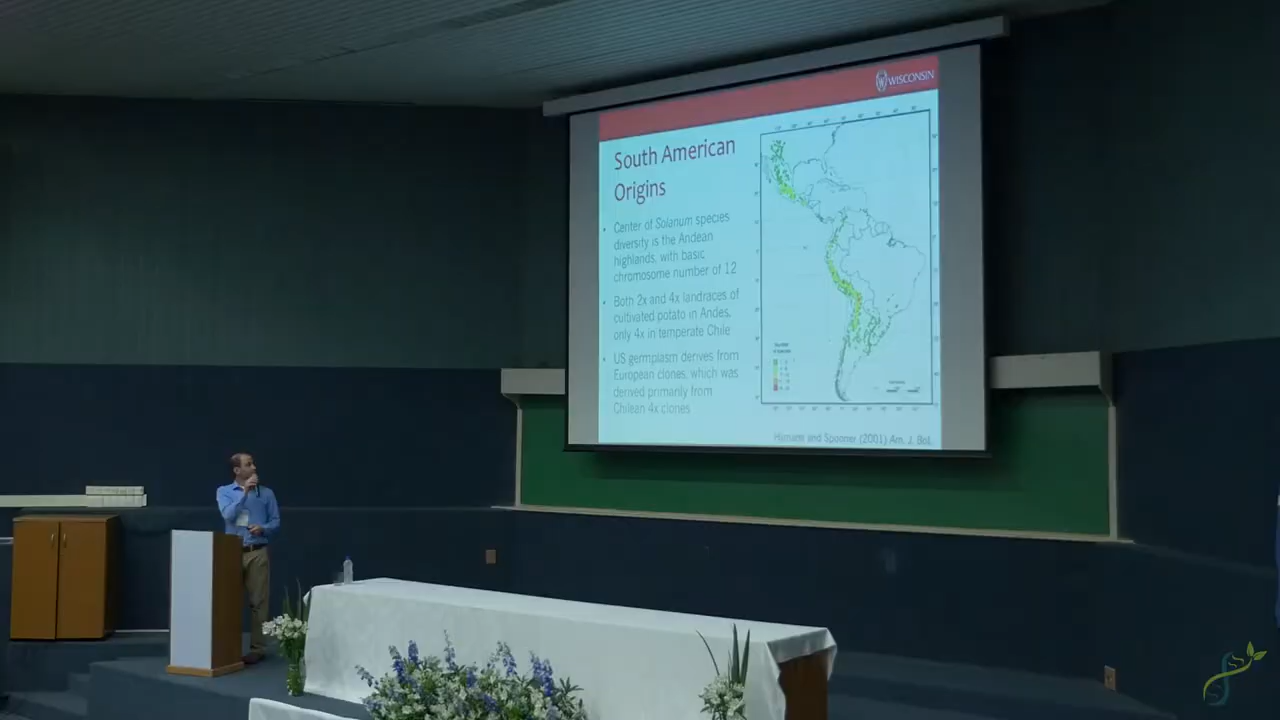 WISCONSIN
South American
Origins
• Center of Solanum species
diversity is the Andean
highlands, with basic
chromosome number of 12
• Both 2x and 4x landraces of
cultivated potato in Andes,
only 4x in temperate Chile
• US germplasm derives from
European clones, which was
derived primarily from
Chilean 4x clones
and Spooner (2001) Am. J. Bot.